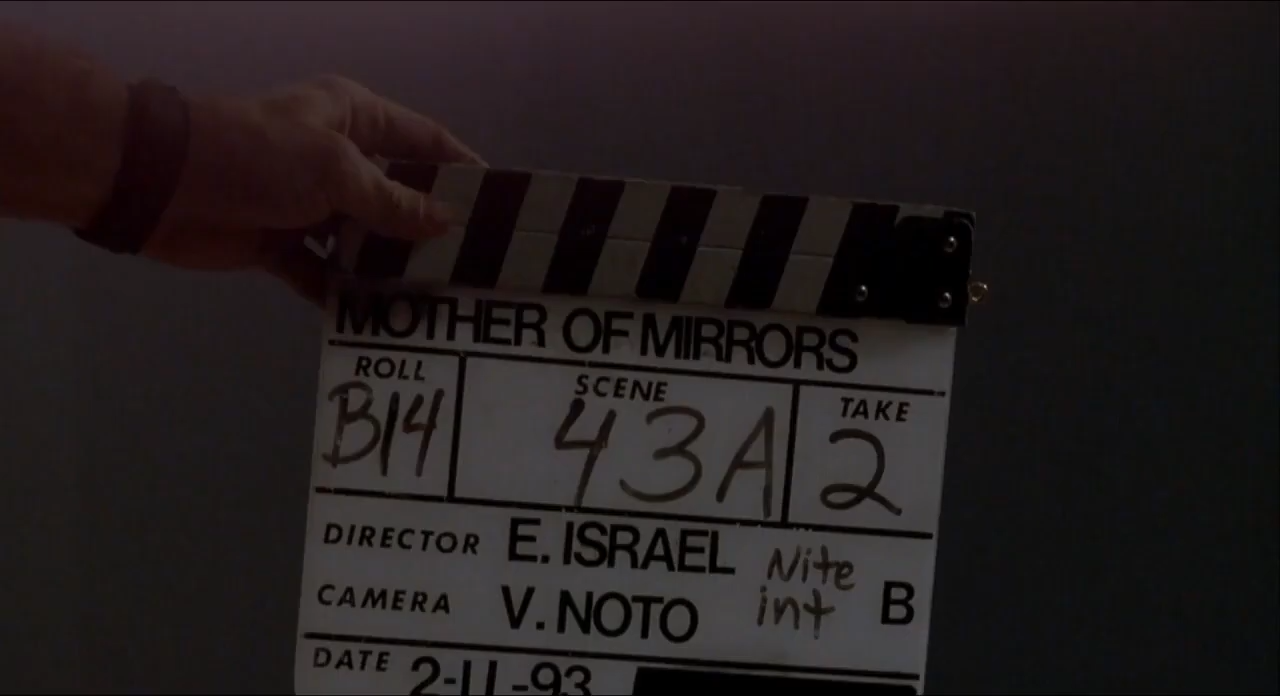 MOTHER OF MIRRORS
ROLL SCENE TAKE
B14 43A 2
DIRECTOR E. ISRAEL Nite
int B
CAMERA V. NOTO
DATE 2-11-93